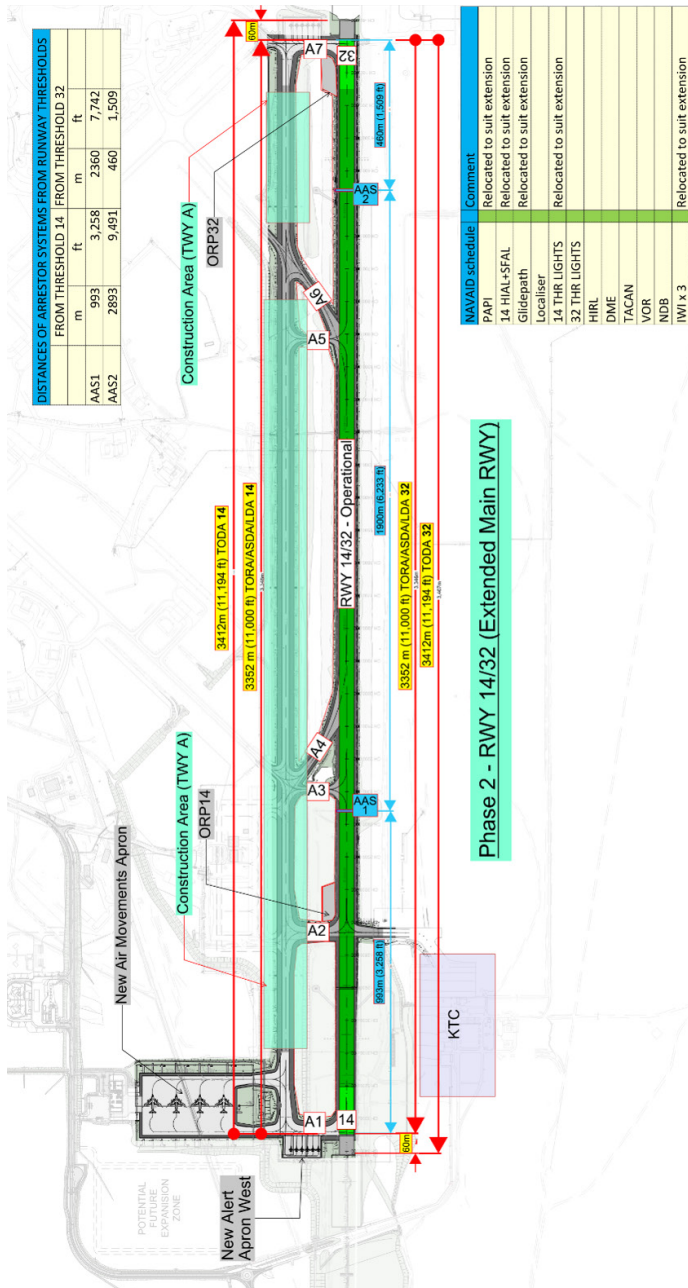 DISTANCES OF ARRESTOR SYSTEMS FROM RUNWAY THRESHOLDS
FROM THRESHOLD 14 FROM THRESHOLD 32
m ft m ft
AAS1 993 3,258 2360 7,742
AAS2 2893 9,491 460 1,509
New Air Movements Apron
Construction Area (TWY A)
ORP14
Construction Area (TWY A)
ORP32
POTENTIAL
FUTURE
EXPANISION
ZONE
New Alert
Apron West
60m
3412m (11,194 ft) TODA 14
3352 m (11,000 ft) TORA/ASDA/LDA 14
A1
A2
A3
A4
A5
A6
A7
14
RWY 14/32 - Operational
32
AAS
1
AAS
2
993m (3,258 ft)
1900m (6,233 ft)
460m (1,509 ft)
60m
3352 m (11,000 ft) TORA/ASDA/LDA 32
3412m (11,194 ft) TODA 32
KTC
Phase 2 - RWY 14/32 (Extended Main RWY)
NAVAID schedule Comment
PAPI Relocated to suit extension
14 HIAL+SFAL Relocated to suit extension
Glidepath Relocated to suit extension
Localiser
14 THR LIGHTS Relocated to suit extension
32 THR LIGHTS
HIRL
DME
TACAN
VOR
NDB
IWI x 3 Relocated to suit extension